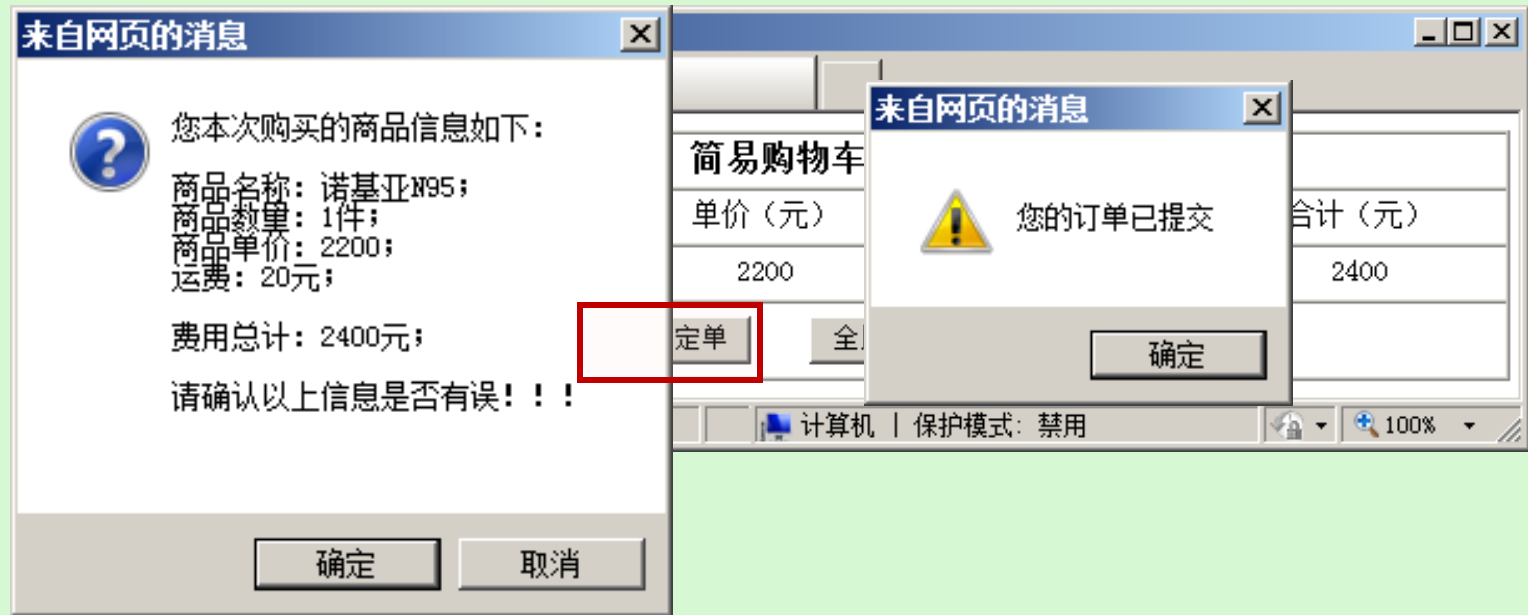 来自网页的消息
您本次购买的商品信息如下：
商品名称：诺基亚N95；
商品数量：1件；
商品单价：2200；
运费：20元；
费用总计：2400元；
请确认以上信息是否有误！！！
确定
取消
简易购物车
单价（元）
合计（元）
2200
2400
定单
全
来自网页的消息
您的订单已提交
确定
计算机 | 保护模式: 禁用
100%